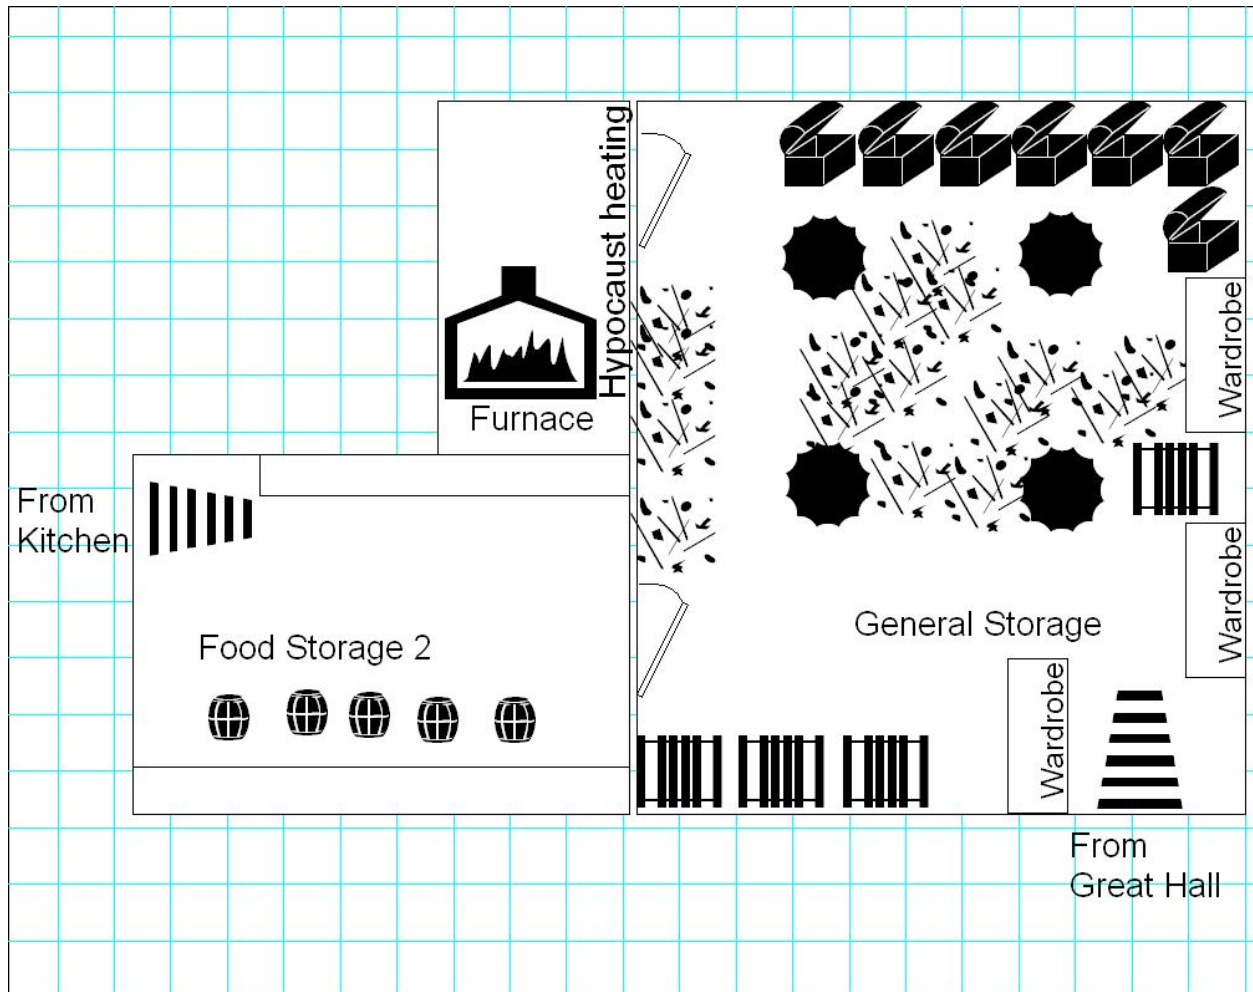 Hypocaust heating
Furnace
From
Kitchen
Food Storage 2
General Storage
Wardrobe
Wardrobe
Wardrobe
From
Great Hall